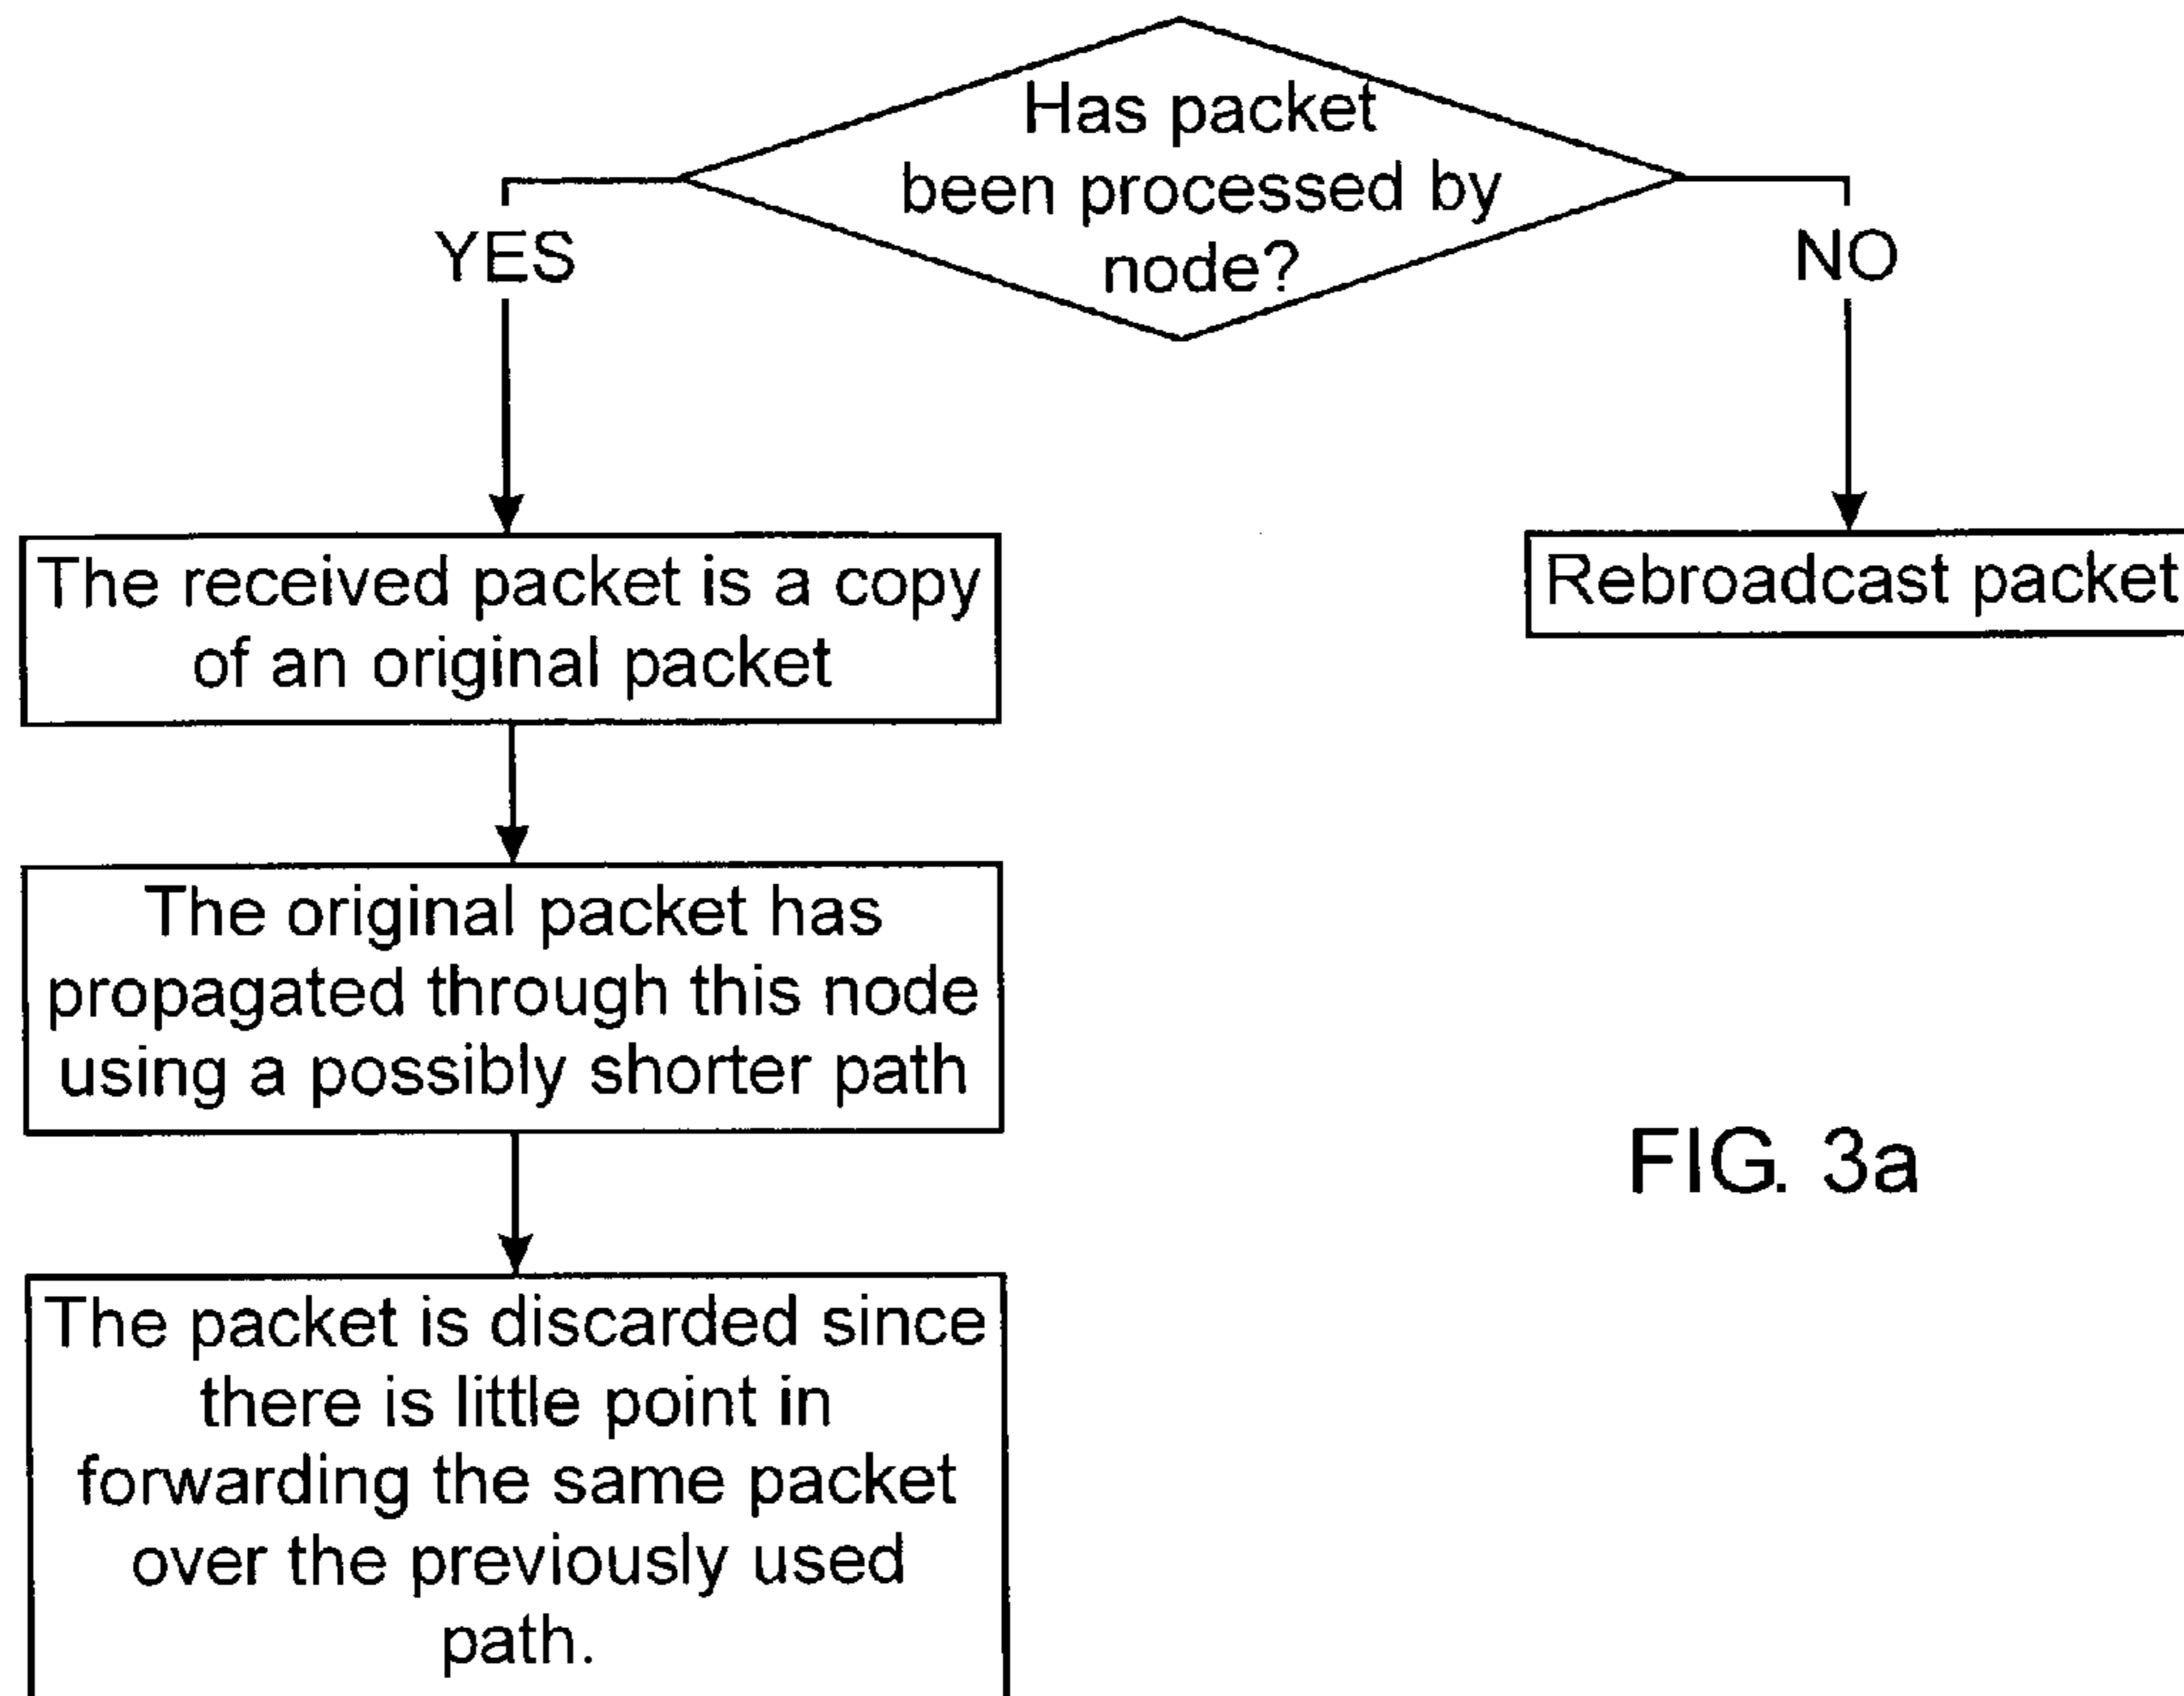 Has packet
been processed by
node?
YES
NO
The received packet is a copy
of an original packet
Rebroadcast packet
The original packet has
propagated through this node
using a possibly shorter path
FIG. 3a
The packet is discarded since
there is little point in
forwarding the same packet
over the previously used
path.